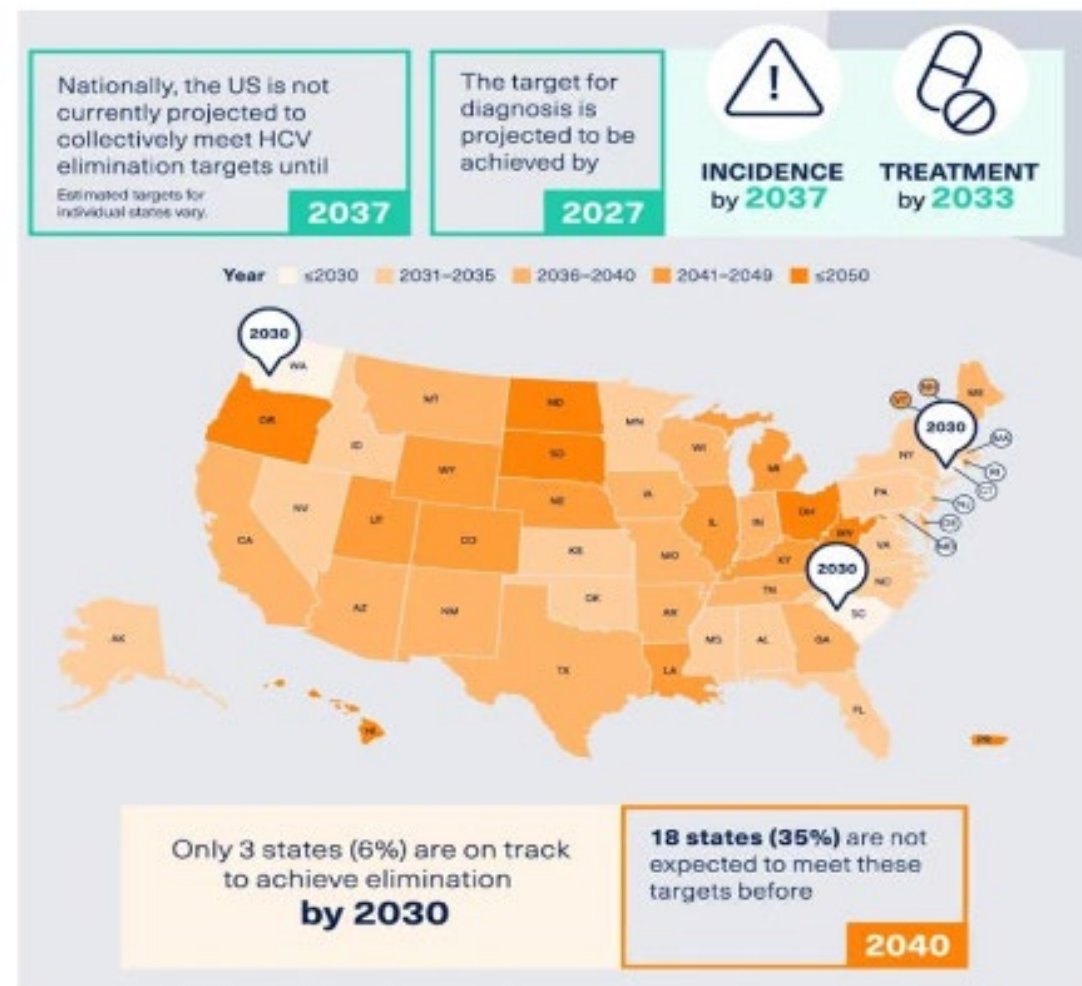 Nationally, the US is not
currently projected to
collectively meet HCV
elimination targets until
Estimated targets for
individual states vary.
2037
The target for
diagnosis is
projected to be
achieved by
2027
INCIDENCE
by 2037
TREATMENT
by 2033
Year ≤2030 2031–2035 2036–2040 2041–2049 ≤2050
2030
WA
OR
MT
ID
ND
SD
MN
WI
MI
WY
NE
IA
NV
UT
CO
CA
KS
MO
IL
IN
OH
WV
KY
VA
NC
TN
AZ
NM
OK
AR
TX
LA
MS
AL
GA
2030
SC
FL
NY
PA
VT
NH
ME
2030
MA
RI
CT
NJ
DE
MD
AK
HI
PR
Only 3 states (6%) are on track
to achieve elimination
by 2030
18 states (35%) are not
expected to meet these
targets before
2040